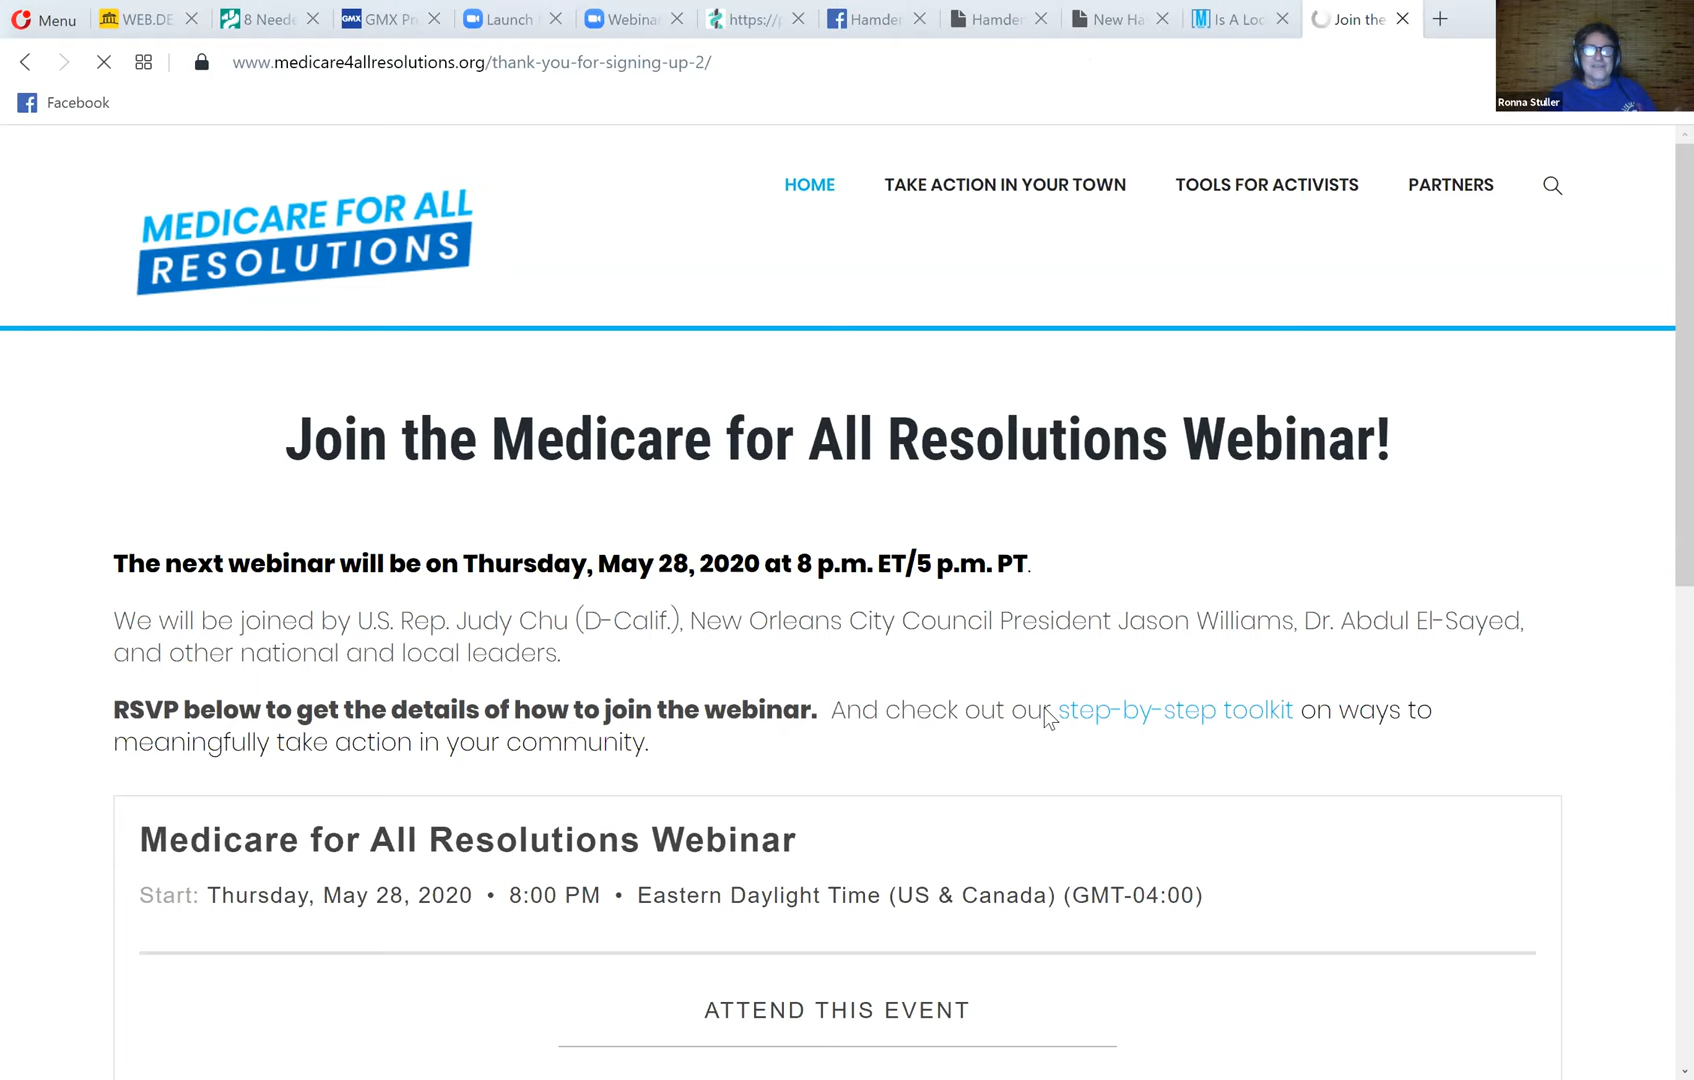 Menu
WEB.DE
8 Neede
GMX Pr
Launch
Webinar
https://p
Hamden
Hamden
New Ha
Is A Loc
Join the
www.medicare4allresolutions.org/thank-you-for-signing-up-2/
Facebook
Ronna Stuller
MEDICARE FOR ALL
RESOLUTIONS
HOME
TAKE ACTION IN YOUR TOWN
TOOLS FOR ACTIVISTS
PARTNERS
Join the Medicare for All Resolutions Webinar!
The next webinar will be on Thursday, May 28, 2020 at 8 p.m. ET/5 p.m. PT.
We will be joined by U.S. Rep. Judy Chu (D-Calif.), New Orleans City Council President Jason Williams, Dr. Abdul El-Sayed,
and other national and local leaders.
RSVP below to get the details of how to join the webinar. And check out our step-by-step toolkit on ways to
meaningfully take action in your community.
Medicare for All Resolutions Webinar
Start: Thursday, May 28, 2020 • 8:00 PM • Eastern Daylight Time (US & Canada) (GMT-04:00)
ATTEND THIS EVENT